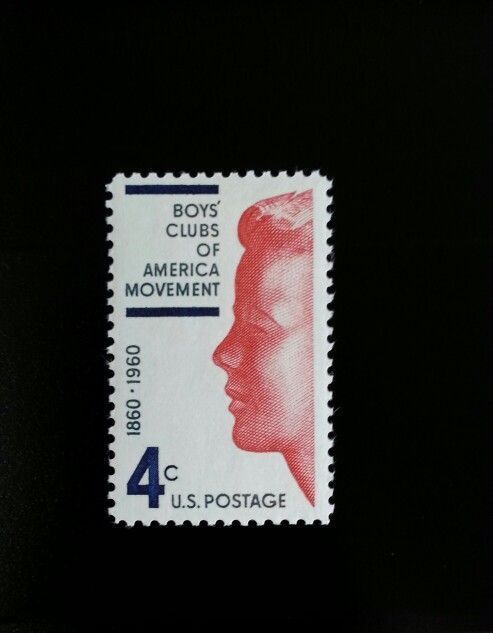 BOYS'
CLUBS
OF
AMERICA
MOVEMENT
1860 · 1960
4c
U.S. POSTAGE